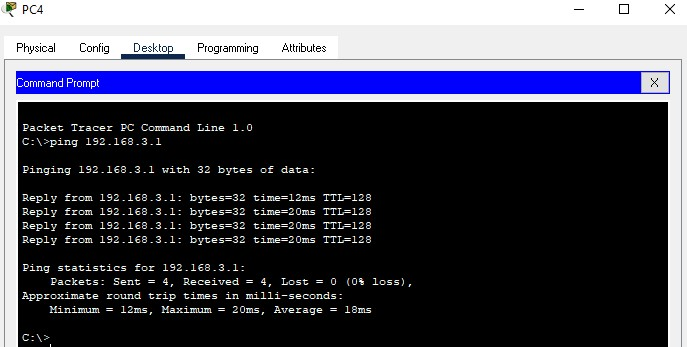 PC4
Physical Config Desktop Programming Attributes
Command Prompt X
Packet Tracer PC Command Line 1.0
C:\>ping 192.168.3.1
Pinging 192.168.3.1 with 32 bytes of data:
Reply from 192.168.3.1: bytes=32 time=12ms TTL=128
Reply from 192.168.3.1: bytes=32 time=20ms TTL=128
Reply from 192.168.3.1: bytes=32 time=20ms TTL=128
Reply from 192.168.3.1: bytes=32 time=20ms TTL=128
Ping statistics for 192.168.3.1:
Packets: Sent = 4, Received = 4, Lost = 0 (0% loss),
Approximate round trip times in milli-seconds:
Minimum = 12ms, Maximum = 20ms, Average = 18ms
C:\>